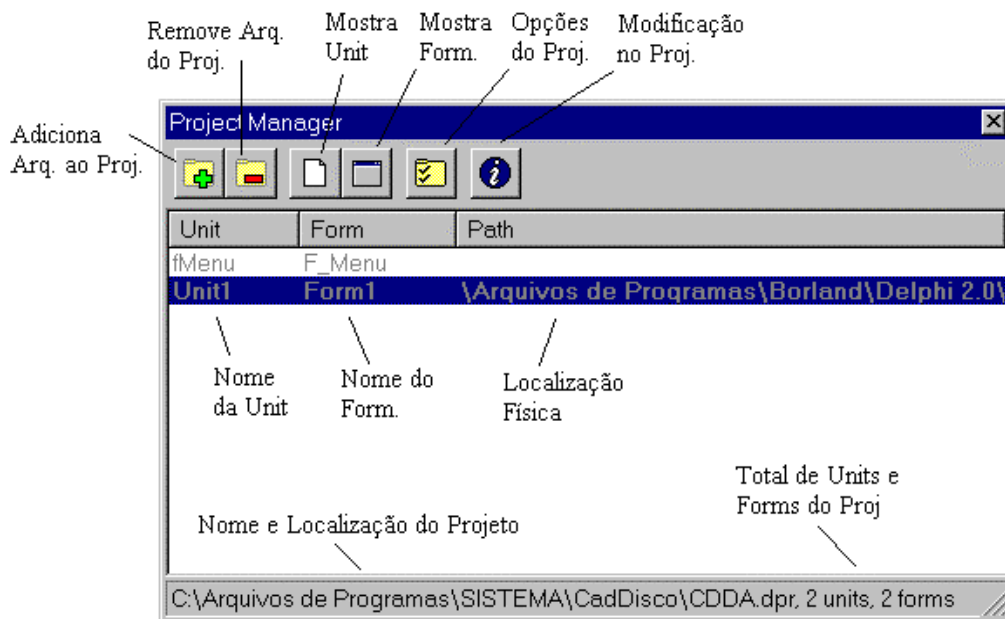 Remove Arq.
do Proj.
Mostra
Unit
Mostra
Form.
Opções
do Proj.
Modificação
no Proj.
Adiciona
Arq. ao Proj.
Project Manager
Unit Form Path
fMenu F_Menu
Unit1 Form1 \Arquivos de Programas\Borland\Delphi 2.0\
Nome
da Unit
Nome do
Form.
Localização
Física
Total de Units e
Forms do Proj
Nome e Localização do Projeto
C:\Arquivos de Programas\SISTEMA\CadDisco\CDDA.dpr, 2 units, 2 forms